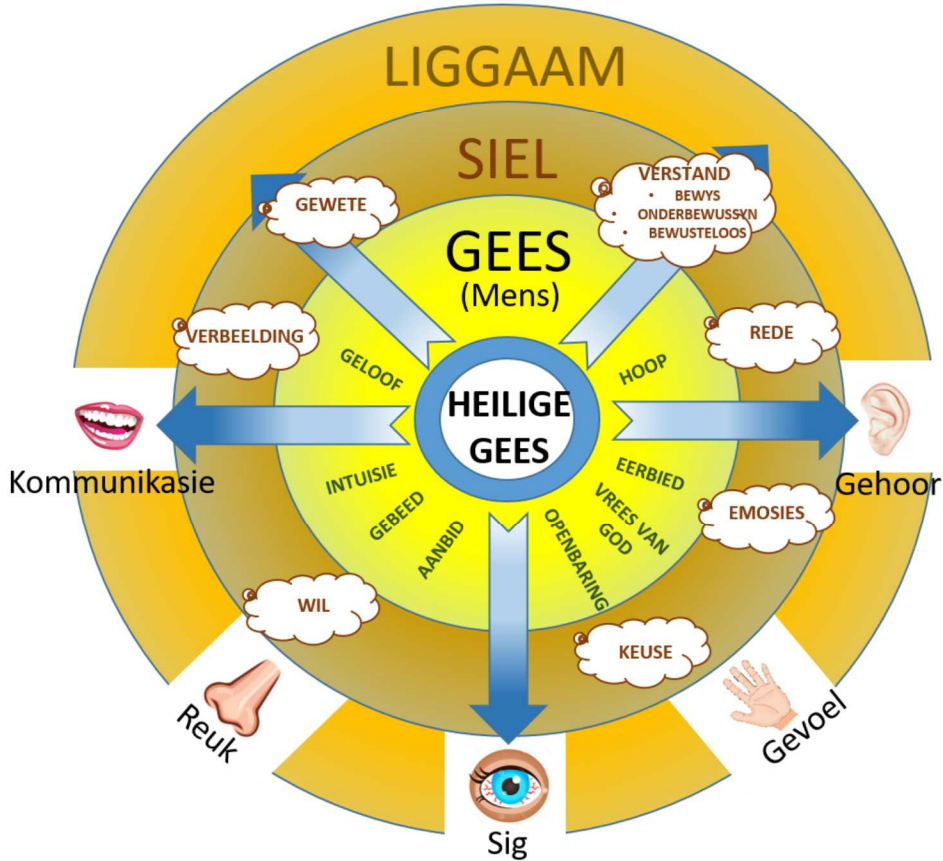 LIGGAAM
SIEL
GEWETE
VERSTAND
• BEWYS
• ONDERBEWUSSYN
• BEWUSTELOOS
GEES
(Mens)
VERBEELDING
REDE
GELOOF
HOOP
HEILIGE
GEES
Kommunikasie
Gehoor
INTUISIE
GEBEED
AANBID
EERBIED
VREES VAN
GOD
OPENBARING
EMOSIES
WIL
KEUSE
Reuk
Gevoel
Sig